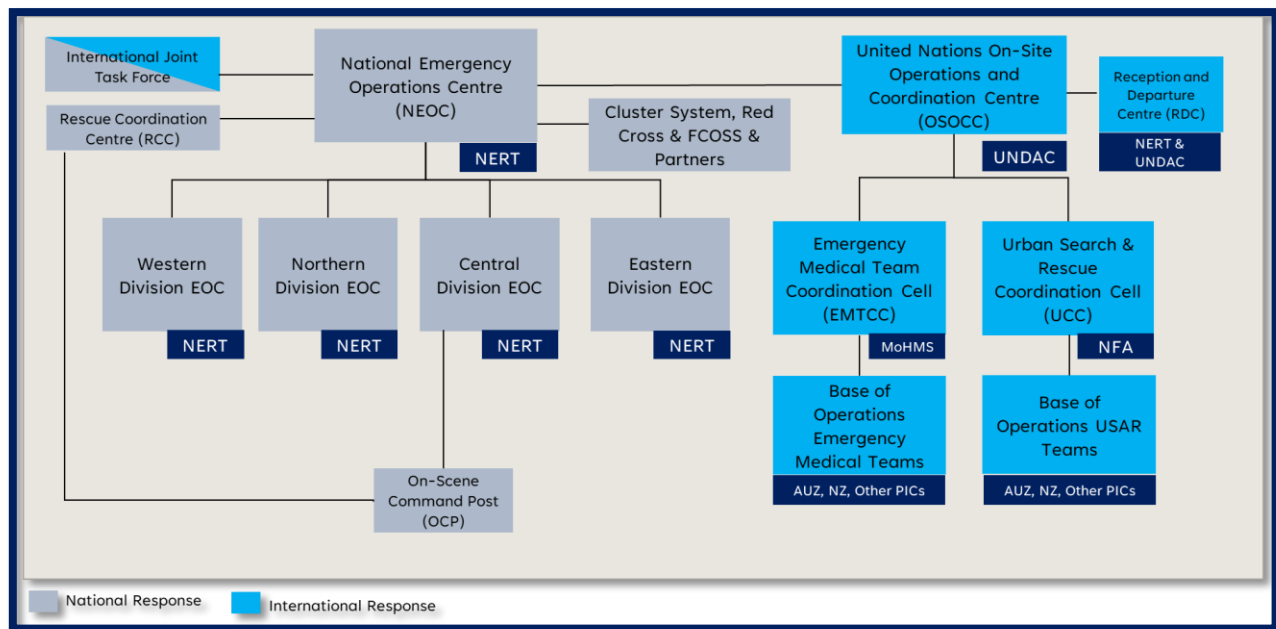 International Joint
Task Force
National Emergency
Operations Centre
(NEOC)
NERT
Rescue Coordination
Centre (RCC)
Cluster System, Red
Cross & FCOSS &
Partners
United Nations On-Site
Operations and
Coordination Centre
(OSOCC)
UNDAC
Reception and
Departure
Centre (RDC)
NERT &
UNDAC
Western
Division EOC
NERT
Northern
Division EOC
NERT
Central
Division EOC
NERT
Eastern
Division EOC
NERT
Emergency
Medical Team
Coordination Cell
(EMTCC)
MoHMS
Urban Search &
Rescue
Coordination Cell
(UCC)
NFA
Base of
Operations
Emergency
Medical Teams
AUZ, NZ, Other PICs
Base of
Operations USAR
Teams
AUZ, NZ, Other PICs
On-Scene
Command Post
(OCP)
National Response
International Response